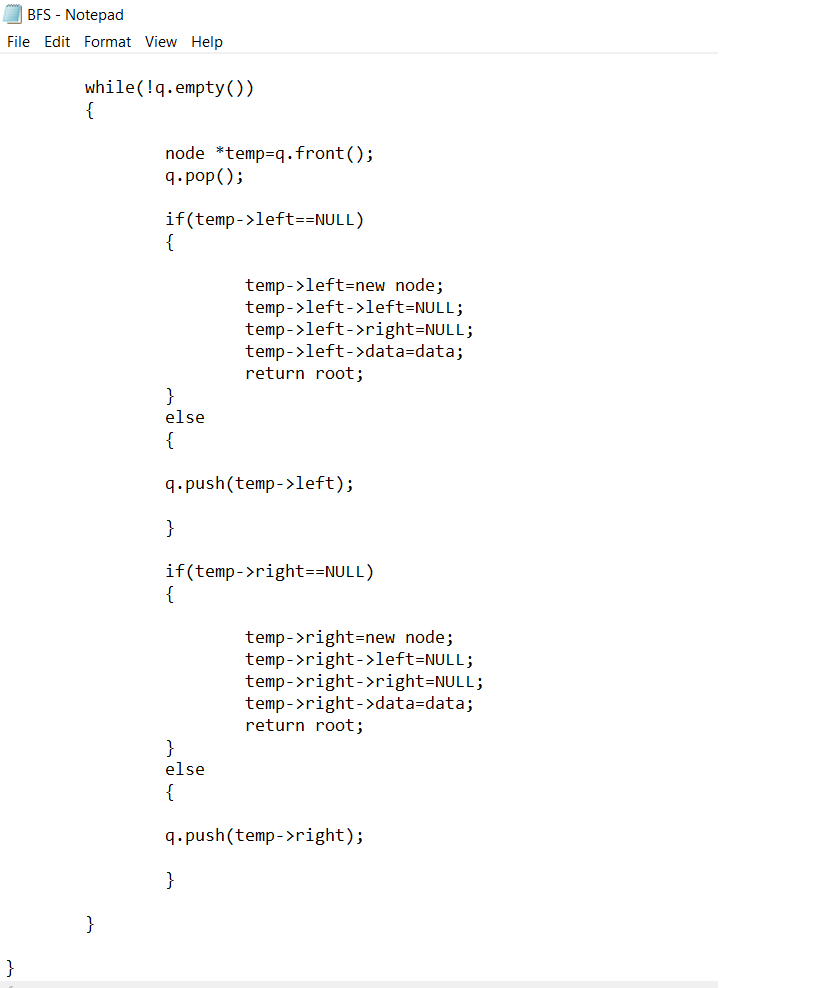 BFS - Notepad
File Edit Format View Help
while(!q.empty())
{
node *temp=q.front();
q.pop();
if(temp->left==NULL)
{
temp->left=new node;
temp->left->left=NULL;
temp->left->right=NULL;
temp->left->data=data;
return root;
}
else
{
q.push(temp->left);
}
if(temp->right==NULL)
{
temp->right=new node;
temp->right->left=NULL;
temp->right->right=NULL;
temp->right->data=data;
return root;
}
else
{
q.push(temp->right);
}
}
}